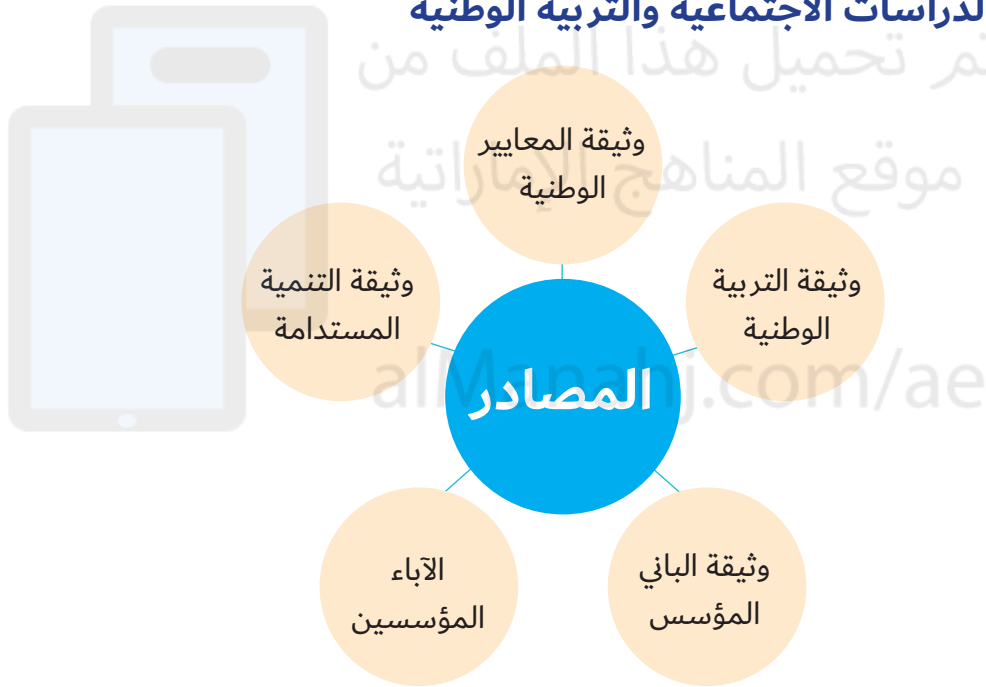 لدراسات الاجتماعية والتربية الوطنية
تم تحميل هذا الملف من
موقع المناهج الإماراتية
alManahj.com/ae
وثيقة المعايير
الوطنية
وثيقة التربية
الوطنية
وثيقة التنمية
المستدامة
المصادر
وثيقة الباني
المؤسس
الآباء
المؤسسين